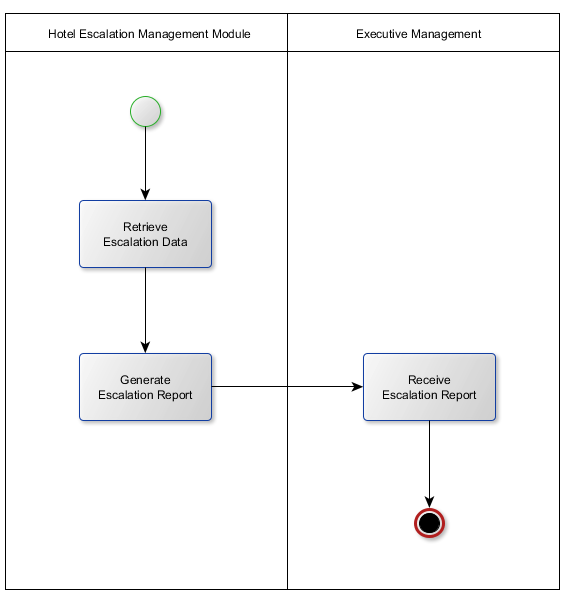 Hotel Escalation Management Module
Executive Management
Retrieve
Escalation Data
Generate
Escalation Report
Receive
Escalation Report